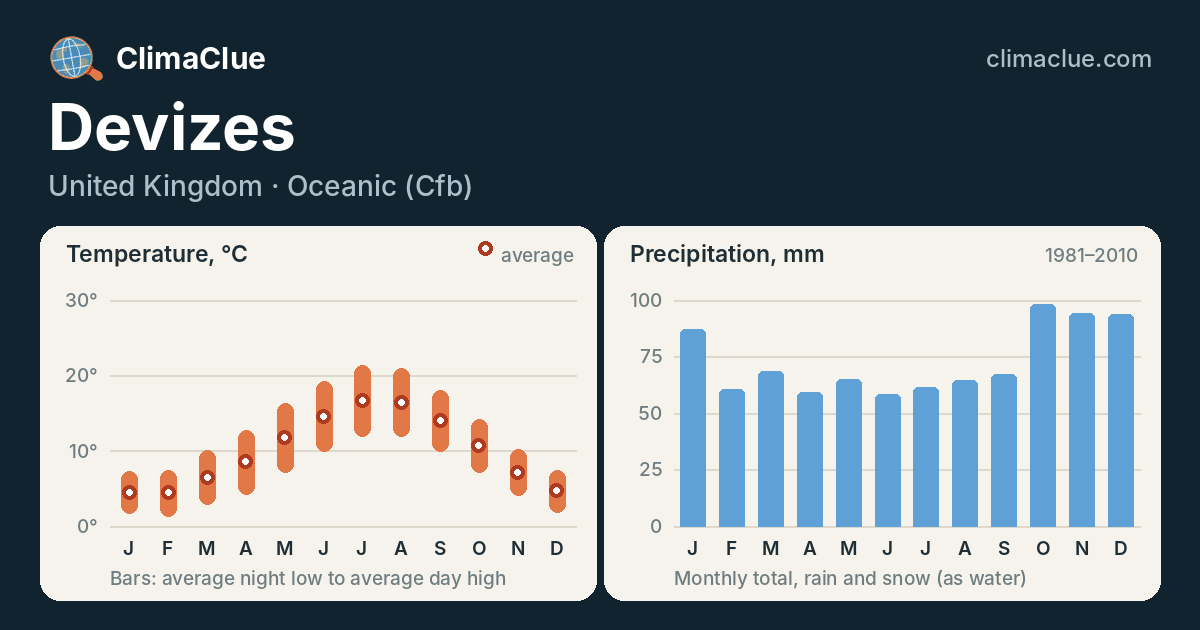 ClimaClue
climaclue.com
Devizes
United Kingdom · Oceanic (Cfb)
Temperature, °C
average
30°
20°
10°
0°
J F M A M J J A S O N D
Bars: average night low to average day high
Precipitation, mm
1981–2010
100
75
50
25
0
J F M A M J J A S O N D
Monthly total, rain and snow (as water)